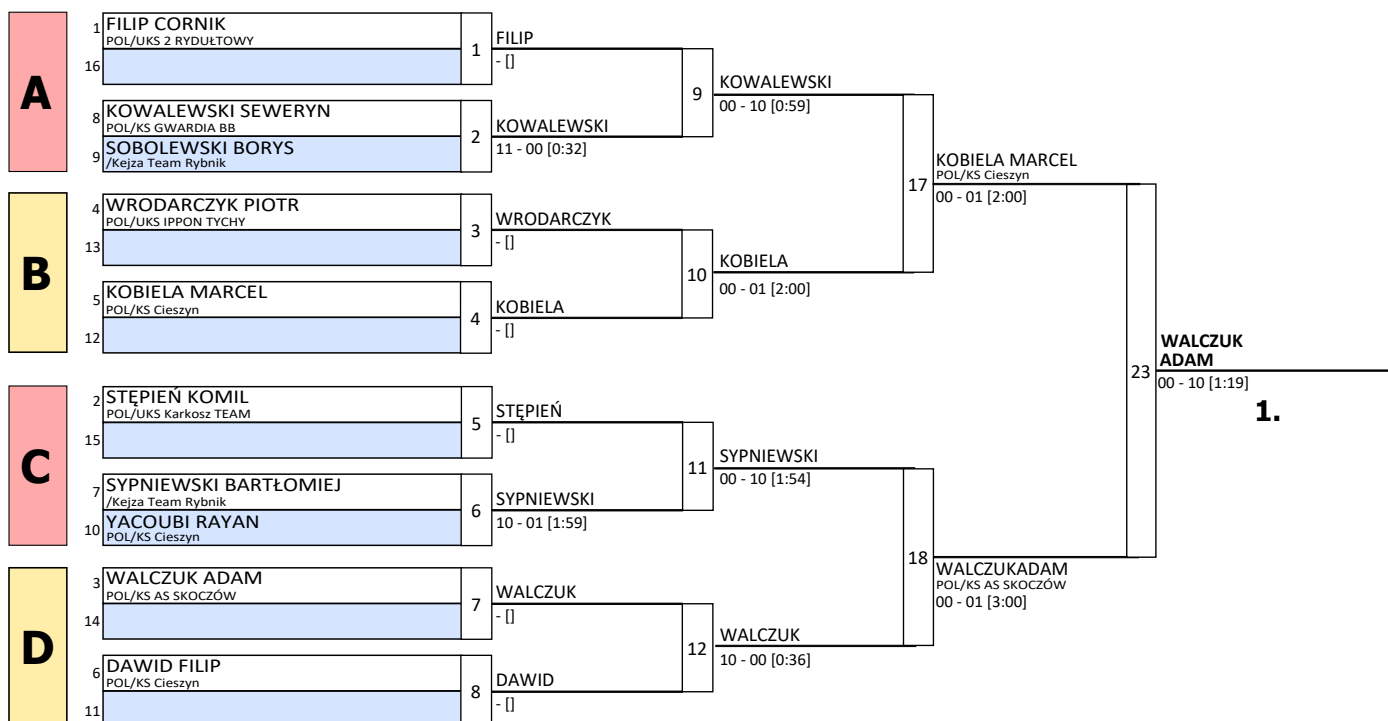 A
1 FILIP CORNIK
POL/UKS 2 RYDUŁTOWY
16
1
FILIP
- []
8 KOWALEWSKI SEWERYN
POL/KS GWARDIA BB
9 SOBOLEWSKI BORYS
/Kejza Team Rybnik
2
KOWALEWSKI
11 - 00 [0:32]
9
KOWALEWSKI
00 - 10 [0:59]
B
4 WRODARCZYK PIOTR
POL/UKS IPPON TYCHY
13
3
WRODARCZYK
- []
5 KOBIELA MARCEL
POL/KS Cieszyn
12
4
KOBIELA
- []
10
KOBIELA
00 - 01 [2:00]
17
KOBIELA MARCEL
POL/KS Cieszyn
00 - 01 [2:00]
C
2 STĘPIEŃ KOMIL
POL/UKS Karkosz TEAM
15
5
STĘPIEŃ
- []
7 SYPNIEWSKI BARTŁOMIEJ
/Kejza Team Rybnik
10 YACOUBI RAYAN
POL/KS Cieszyn
6
SYPNIEWSKI
10 - 01 [1:59]
11
SYPNIEWSKI
00 - 10 [1:54]
D
3 WALCZUK ADAM
POL/KS AS SKOCZÓW
14
7
WALCZUK
- []
6 DAWID FILIP
POL/KS Cieszyn
11
8
DAWID
- []
12
WALCZUK
10 - 00 [0:36]
18
WALCZUKADAM
POL/KS AS SKOCZÓW
00 - 01 [3:00]
23
WALCZUK
ADAM
00 - 10 [1:19]
1.